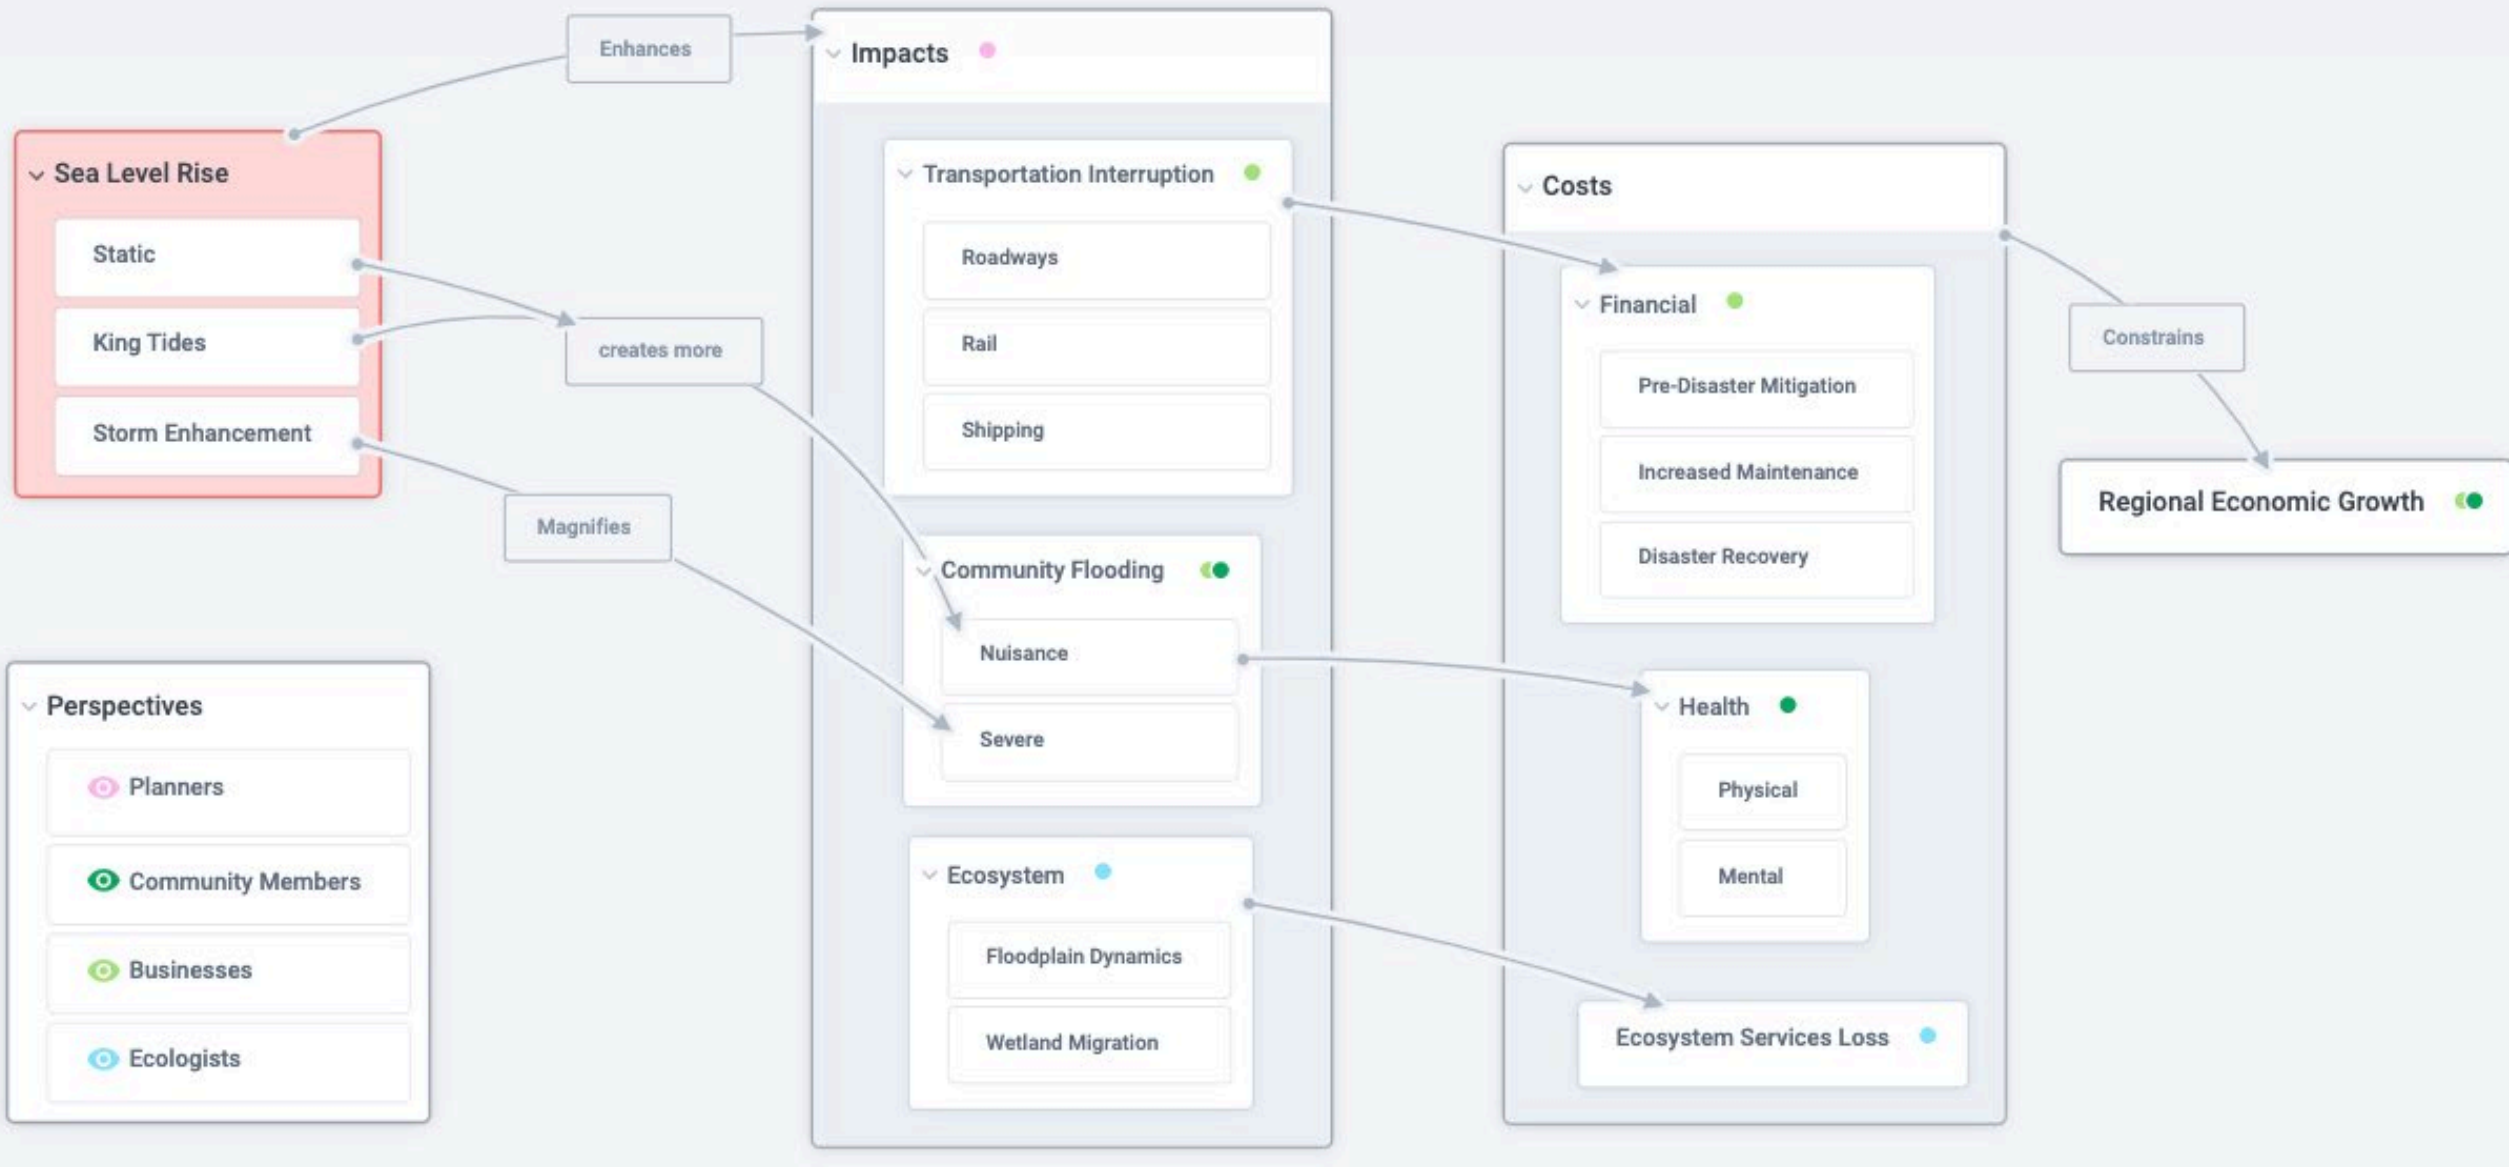 Enhances
Impacts
Sea Level Rise
Static
King Tides
Storm Enhancement
creates more
Magnifies
Transportation Interruption
Roadways
Rail
Shipping
Community Flooding
Nuisance
Severe
Ecosystem
Floodplain Dynamics
Wetland Migration
Costs
Financial
Pre-Disaster Mitigation
Increased Maintenance
Disaster Recovery
Health
Physical
Mental
Ecosystem Services Loss
Constrains
Regional Economic Growth
Perspectives
Planners
Community Members
Businesses
Ecologists